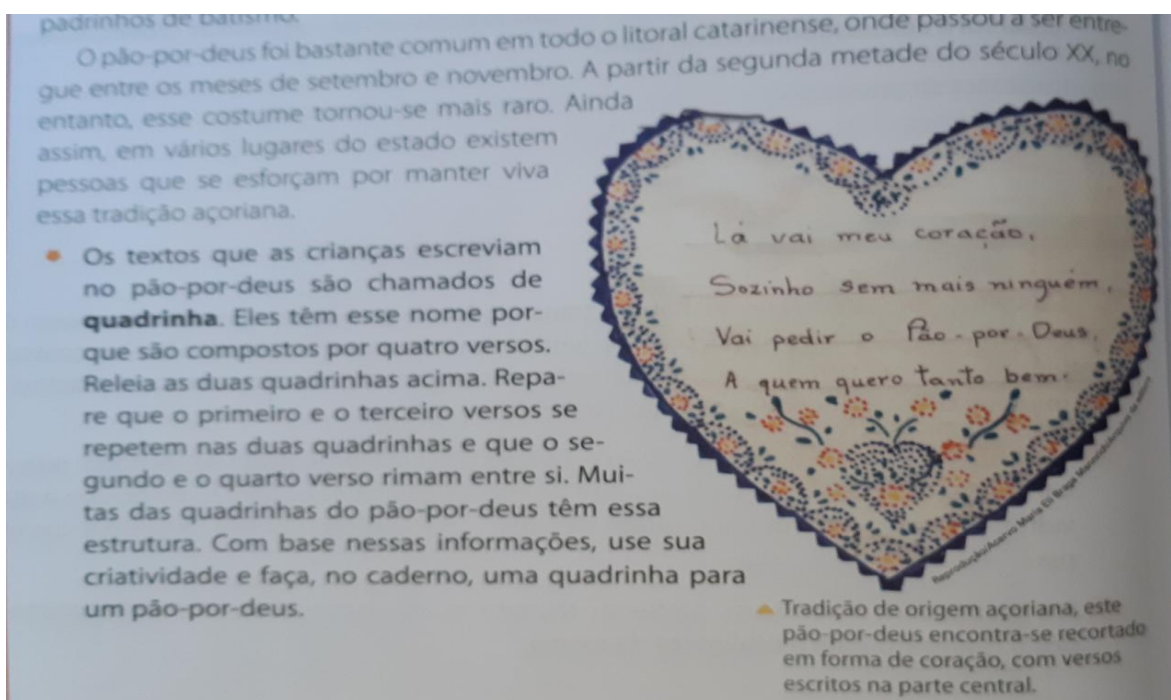 padrinhos de batismo.
O pão-por-deus foi bastante comum em todo o litoral catarinense, onde passou a ser entre-
gue entre os meses de setembro e novembro. A partir da segunda metade do século XX, no
entanto, esse costume tornou-se mais raro. Ainda
assim, em vários lugares do estado existem
pessoas que se esforçam por manter viva
essa tradição açoriana.
• Os textos que as crianças escreviam
no pão-por-deus são chamados de
quadrinha. Eles têm esse nome por-
que são compostos por quatro versos.
Releia as duas quadrinhas acima. Repa-
re que o primeiro e o terceiro versos se
repetem nas duas quadrinhas e que o se-
gundo e o quarto verso rimam entre si. Mui-
tas das quadrinhas do pão-por-deus têm essa
estrutura. Com base nessas informações, use sua
criatividade e faça, no caderno, uma quadrinha para
um pão-por-deus.
Lá vai meu coração,
Sozinho sem mais ninguém,
Vai pedir o Pão-por-Deus,
A quem quero tanto bem.
Reprodução/Acervo Maria Eli Braga
Tradição de origem açoriana, este
pão-por-deus encontra-se recortado
em forma de coração, com versos
escritos na parte central.